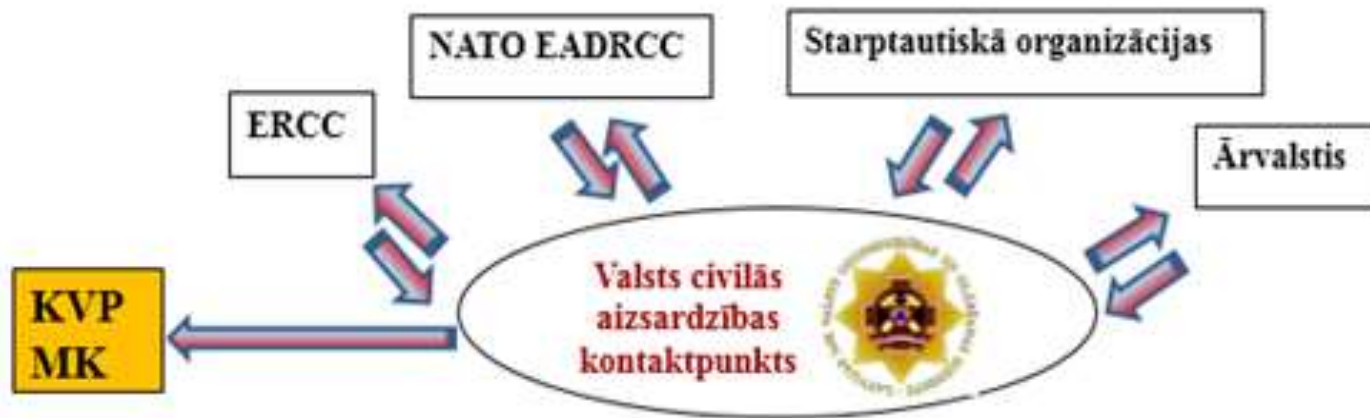 NATO EADRCC
Starptautiskā organizācijas
ERCC
Ārvalstis
Valsts civilās
aizsardzības
kontaktpunkts
KVP
MK